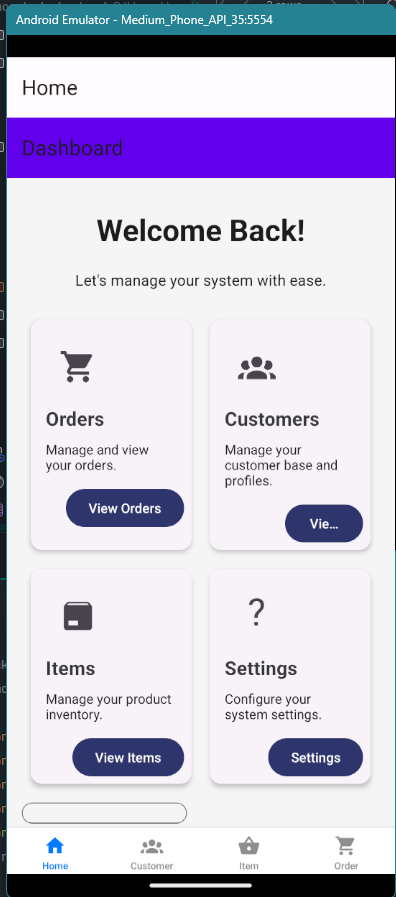 Android Emulator - Medium_Phone_API_35:5554
Home
Dashboard
Welcome Back!
Let's manage your system with ease.
Orders
Manage and view
your orders.
View Orders
Customers
Manage your
customer base and
profiles.
Vie...
Items
Manage your product
inventory.
View Items
?
Settings
Configure your
system settings.
Settings
Home
Customer
Item
Order